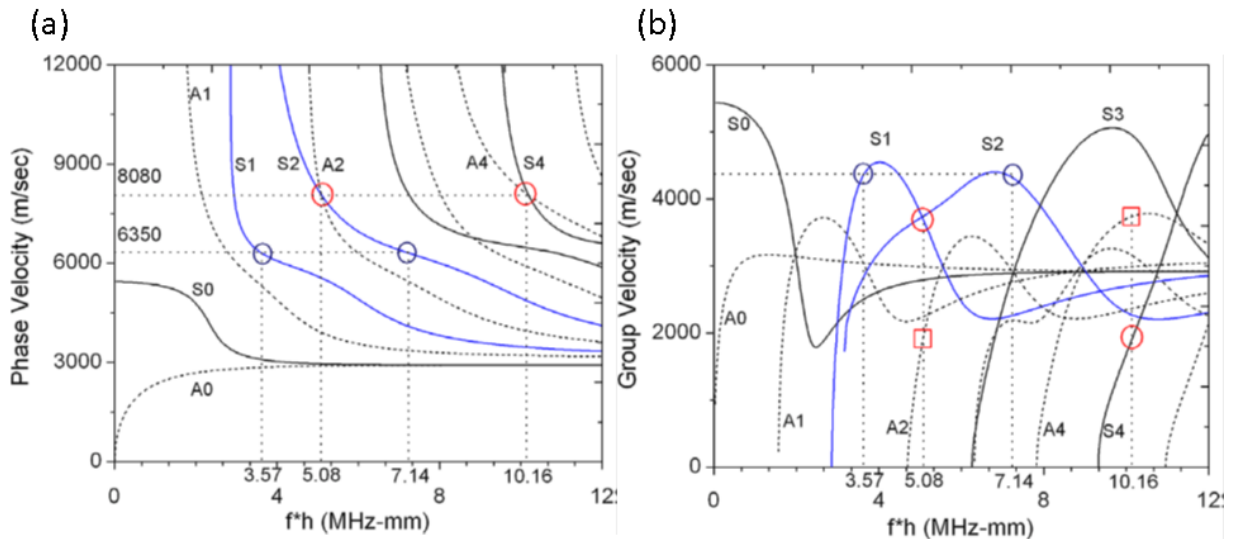 (a)
(b)
12000
9000
8080
6350
6000
3000
0
Phase Velocity (m/sec)
A1
S1
S2
A2
A4
S4
S0
A0
3.57
5.08
7.14
10.16
0
4
8
12
f*h (MHz-mm)
6000
4000
2000
0
Group Velocity (m/sec)
S0
S1
S2
S3
A0
A1
A2
A4
S4
3.57
5.08
7.14
10.16
0
4
8
12
f*h (MHz-mm)